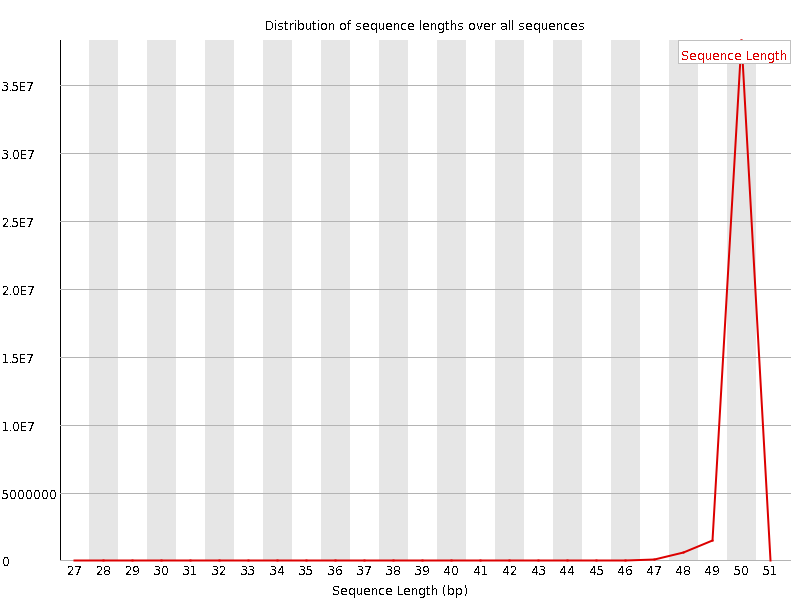 Distribution of sequence lengths over all sequences
Sequence Length
3.5E7
3.0E7
2.5E7
2.0E7
1.5E7
1.0E7
5000000
0
27 28 29 30 31 32 33 34 35 36 37 38 39 40 41 42 43 44 45 46 47 48 49 50 51
Sequence Length (bp)